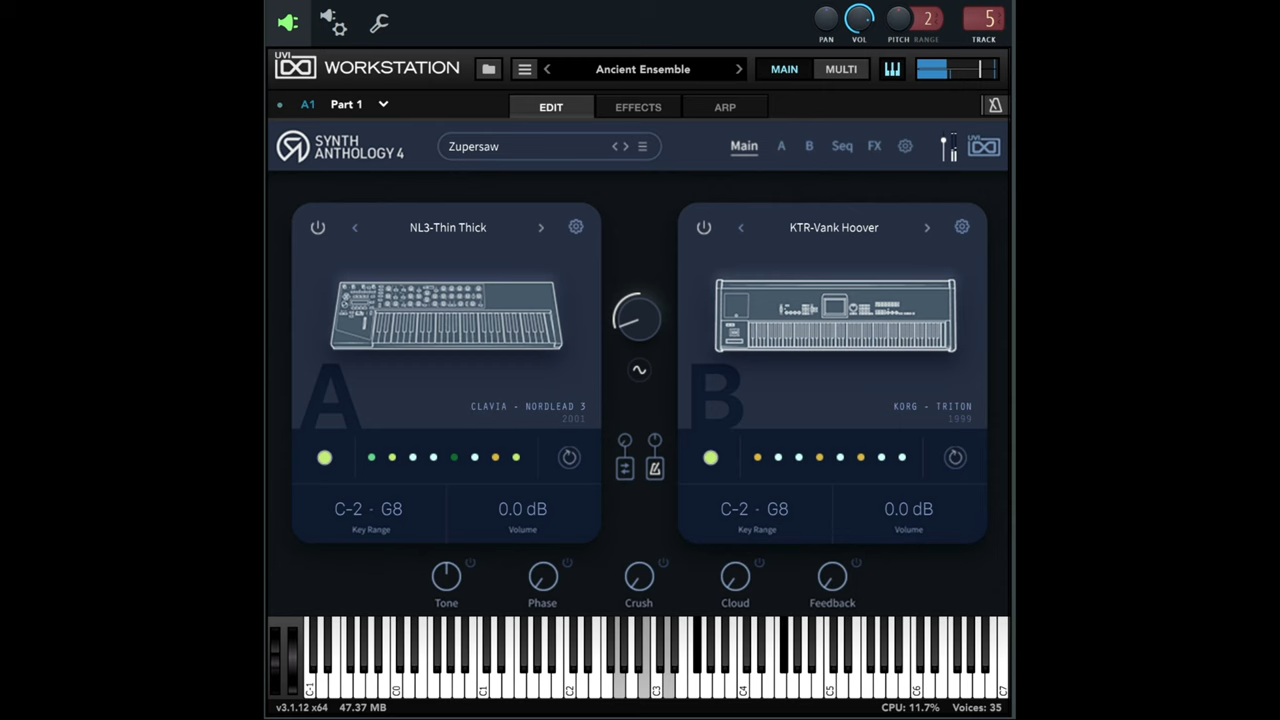 2
5
PAN
VOL
PITCH
RANGE
TRACK
UVI
WORKSTATION
Ancient Ensemble
MAIN
MULTI
A1
Part 1
EDIT
EFFECTS
ARP
SYNTH
ANTHOLOGY 4
Zupersaw
Main
A
B
Seq
FX
UVI
NL3-Thin Thick
KTR-Vank Hoover
A
CLAVIA - NORDLEAD 3
2001
B
KORG - TRITON
1999
C-2 - G8
Key Range
0.0 dB
Volume
C-2 - G8
Key Range
0.0 dB
Volume
Tone
Phase
Crush
Cloud
Feedback
C-1
C0
C1
C2
C3
C4
C5
C6
C7
v3.1.12 x64
47.37 MB
CPU: 11.7%
Voices: 35